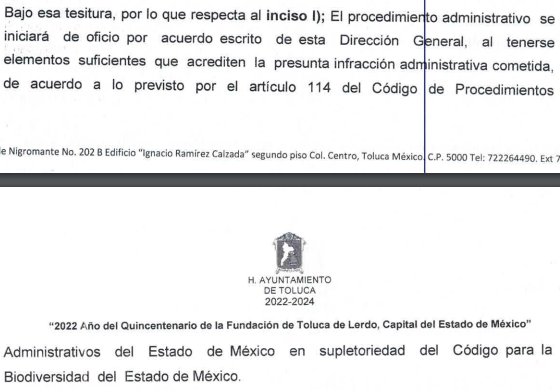 Bajo esa tesitura, por lo que respecta al inciso I); El procedimiento administrativo se
iniciará de oficio por acuerdo escrito de esta Dirección General, al tenerse
elementos suficientes que acrediten la presunta infracción administrativa cometida,
de acuerdo a lo previsto por el artículo 114 del Código de Procedimientos
e Nigromante No. 202 B Edificio "Ignacio Ramírez Calzada" segundo piso Col. Centro, Toluca México. C.P. 5000 Tel: 722264490. Ext 7
H. AYUNTAMIENTO
DE TOLUCA
2022-2024
"2022 Año del Quincentenario de la Fundación de Toluca de Lerdo, Capital del Estado de México"
Administrativos del Estado de México en supletoriedad del Código para la
Biodiversidad del Estado de México.